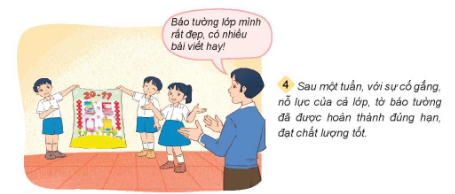 Báo tường lớp mình
rất đẹp, có nhiều
bài viết hay!
20-11
4 Sau một tuần, với sự cố gắng,
nỗ lực của cả lớp, tờ báo tường
đã được hoàn thành đúng hạn,
đạt chất lượng tốt.